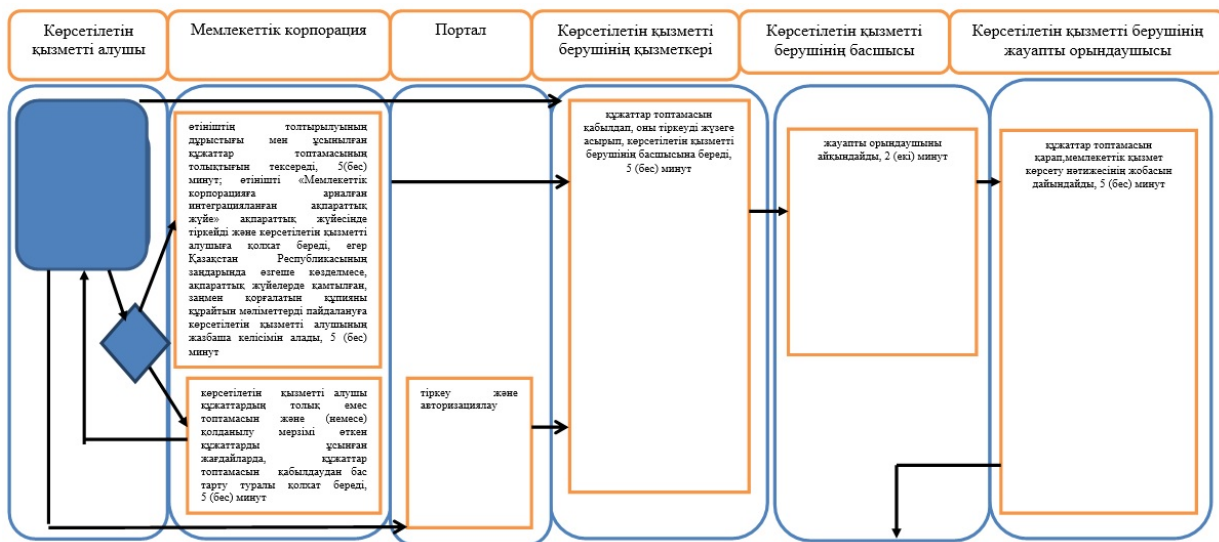 Көрсетілетін
қызметті алушы
Мемлекеттік корпорация
Портал
Көрсетілетін қызметті
берушінің қызметкері
Көрсетілетін қызметті
берушінің басшысы
Көрсетілетін қызметті берушінің
жауапты орындаушысы
өтініштің толтырылуының
дұрыстығы мен ұсынылған
құжаттар топтамасының
толықтығын тексереді, 5(бес)
минут; өтінішті «Мемлекеттік
корпорацияға арналған
интеграцияланған ақпараттық
жүйе» ақпараттық жүйесінде
тіркейді және көрсетілетін қызметті
алушыға қолхат береді, егер
Қазақстан Республикасының
заңдарында өзгеше көзделмесе,
ақпараттық жүйелерде қамтылған,
заңмен қорғалатын құпияны
құрайтын мәліметтерді пайдалануға
көрсетілетін қызметті алушының
жазбаша келісімін алады, 5 (бес)
минут
көрсетілетін қызметті алушы
құжаттардың толық емес
топтамасын және (немесе)
қолданылу мерзімі өткен
құжаттарды ұсынған
жағдайларда, құжаттар
топтамасын қабылдаудан бас
тарту туралы қолхат береді,
5 (бес) минут
тіркеу және
авторизациялау
құжаттар топтамасын
қабылдап, оны тіркеуді жүзеге
асырып, көрсетілетін қызметті
берушінің басшысына береді,
5 (бес) минут
жауапты орындаушыны
айқындайды, 2 (екі) минут
құжаттар топтамасын
қарап,мемлекеттік қызмет
көрсету нәтижесінің жобасын
дайындайды, 5 (бес) минут